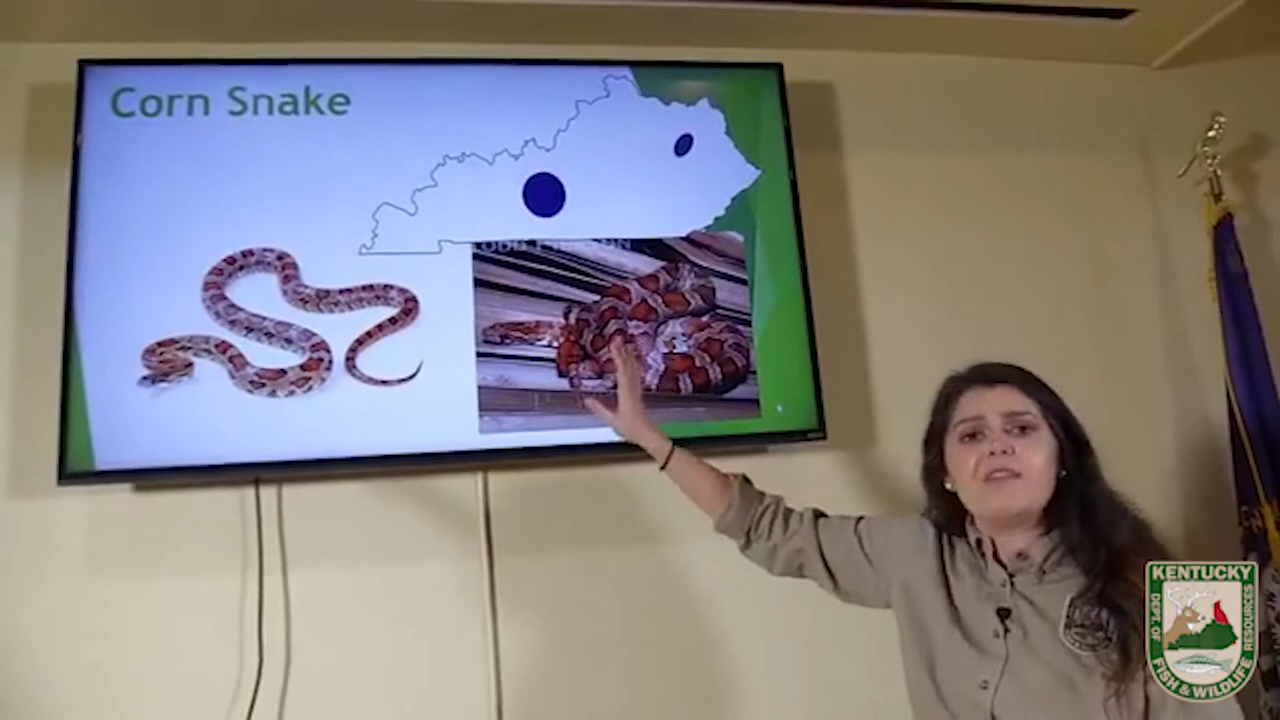 Corn Snake
KENTUCKY
DEPT. OF
FISH & WILDLIFE
RESOURCES